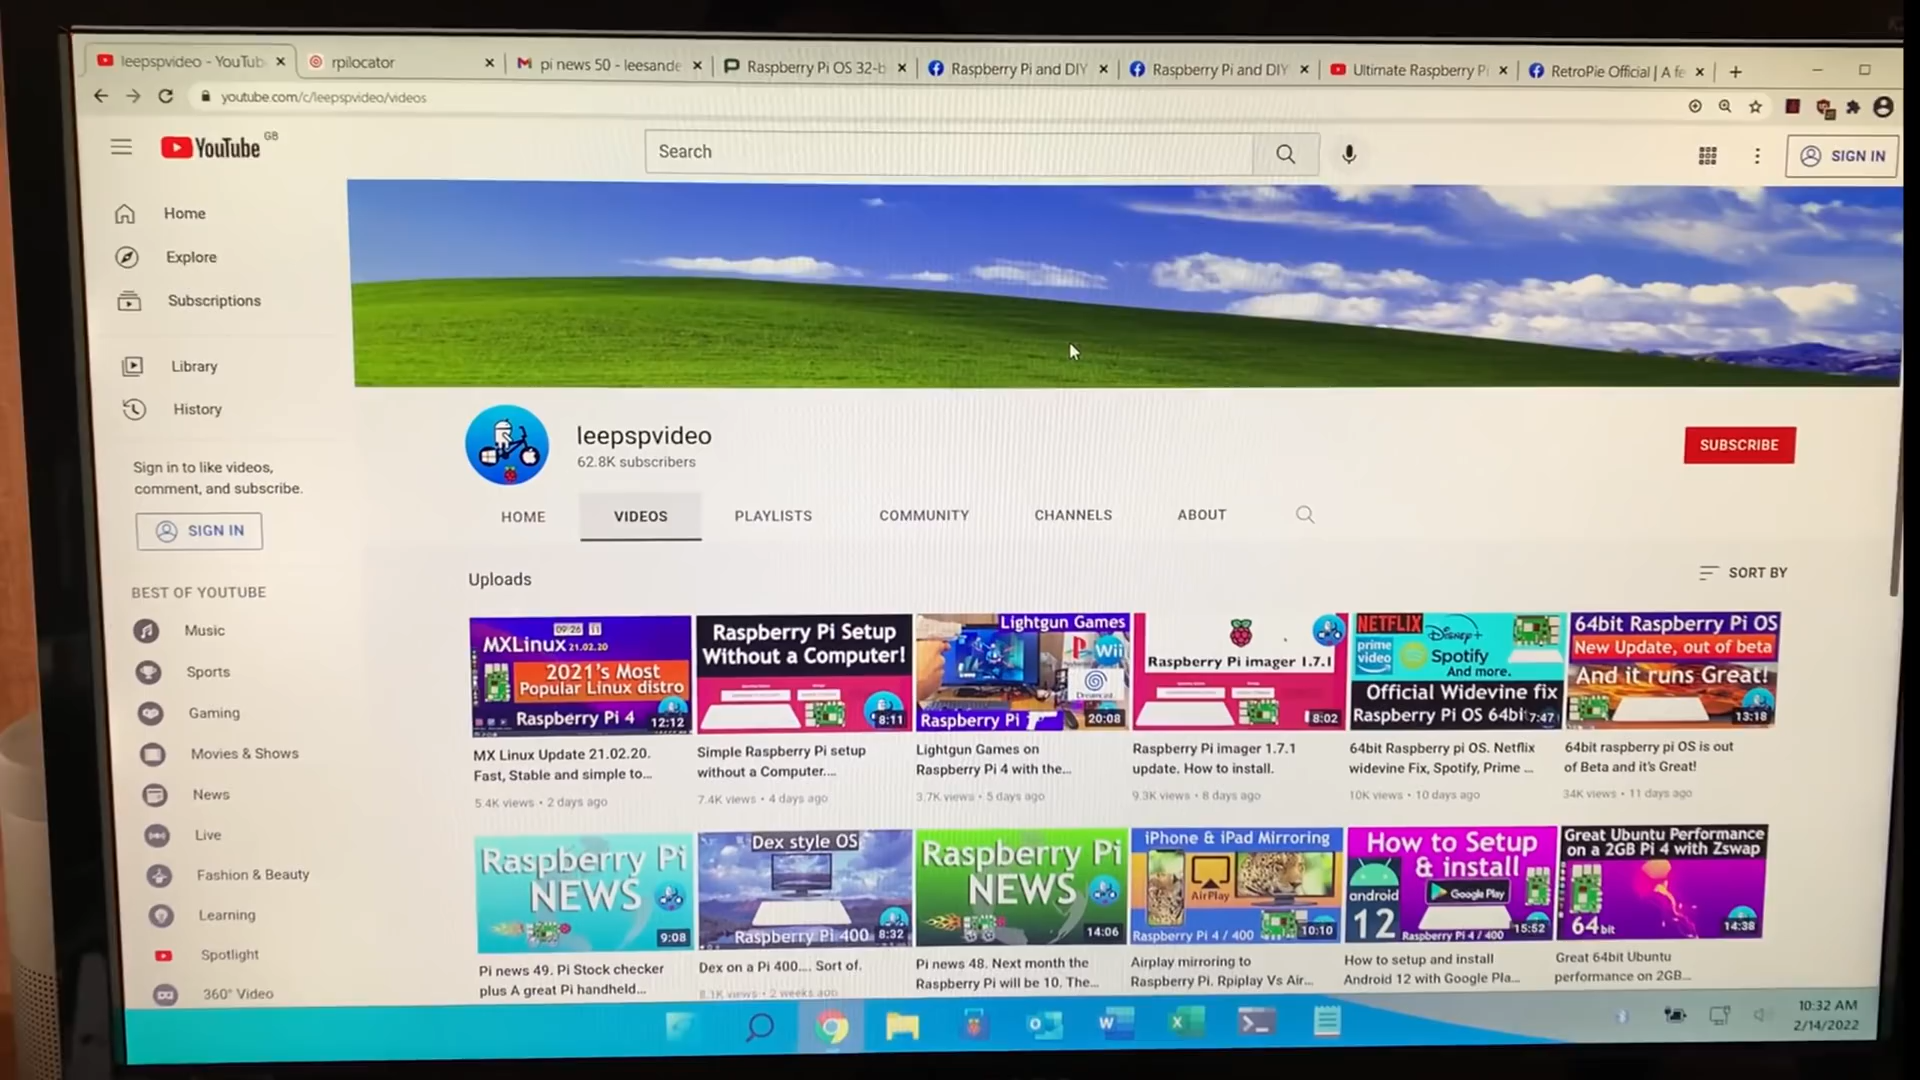 leepspvideo - YouTub
rpilocator
pi news 50 - leesande
Raspberry Pi OS 32-b
Raspberry Pi and DIY
Raspberry Pi and DIY
Ultimate Raspberry Pi
RetroPie Official | A fe
youtube.com/c/leepspvideo/videos
YouTube GB
Search
SIGN IN
Home
Explore
Subscriptions
Library
History
Sign in to like videos,
comment, and subscribe.
SIGN IN
BEST OF YOUTUBE
Music
Sports
Gaming
Movies & Shows
News
Live
Fashion & Beauty
Learning
Spotlight
360° Video
leepspvideo
62.8K subscribers
SUBSCRIBE
HOME
VIDEOS
PLAYLISTS
COMMUNITY
CHANNELS
ABOUT
Uploads
SORT BY
09:26 11
MXLinux 21.02.20
2021's Most
Popular Linux distro
Raspberry Pi 4
12:12
MX Linux Update 21.02.20.
Fast, Stable and simple to...
5.4K views • 2 days ago
Raspberry Pi Setup
Without a Computer!
8:11
Simple Raspberry Pi setup
without a Computer....
7.4K views • 4 days ago
Lightgun Games
Wii
Dreamcast
Raspberry Pi
20:08
Lightgun Games on
Raspberry Pi 4 with the...
3.7K views • 5 days ago
Raspberry Pi imager 1.7.1
8:02
Raspberry Pi imager 1.7.1
update. How to install.
9.3K views • 8 days ago
NETFLIX
Disney+
prime
video
Spotify
And more.
Official Widevine fix
Raspberry Pi OS 64bi
7:47
64bit Raspberry pi OS. Netflix
widevine Fix, Spotify, Prime ...
10K views • 10 days ago
64bit Raspberry Pi OS
New Update, out of beta
And it runs Great!
13:18
64bit raspberry pi OS is out
of Beta and it's Great!
34K views • 11 days ago
Raspberry Pi
NEWS
9:08
Pi news 49. Pi Stock checker
plus A great Pi handheld...
Dex style OS
Raspberry Pi 400
8:32
Dex on a Pi 400.... Sort of.
8.1K views • 2 weeks ago
Raspberry Pi
NEWS
14:06
Pi news 48. Next month the
Raspberry Pi will be 10. The...
iPhone & iPad Mirroring
AirPlay
Raspberry Pi 4 / 400
10:10
Airplay mirroring to
Raspberry Pi. Rpiplay Vs Air...
How to Setup
& install
Google Play
android
12
Raspberry Pi 4 / 400
15:52
How to setup and install
Android 12 with Google Pla...
Great Ubuntu Performance
on a 2GB Pi 4 with Zswap
64 bit
14:38
Great 64bit Ubuntu
performance on 2GB...
10:32 AM
2/14/2022